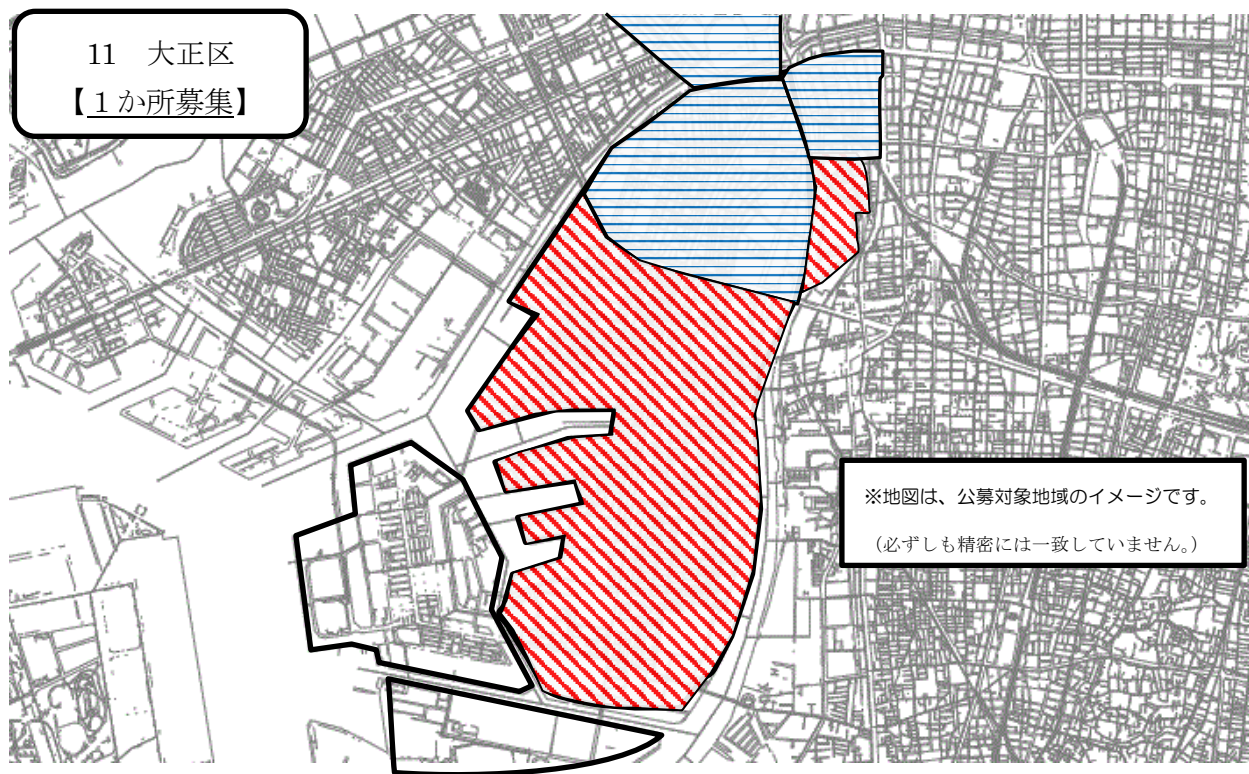 11　大正区
【１か所募集】
※地図は、公募対象地域のイメージです。
（必ずしも精密には一致していません。）